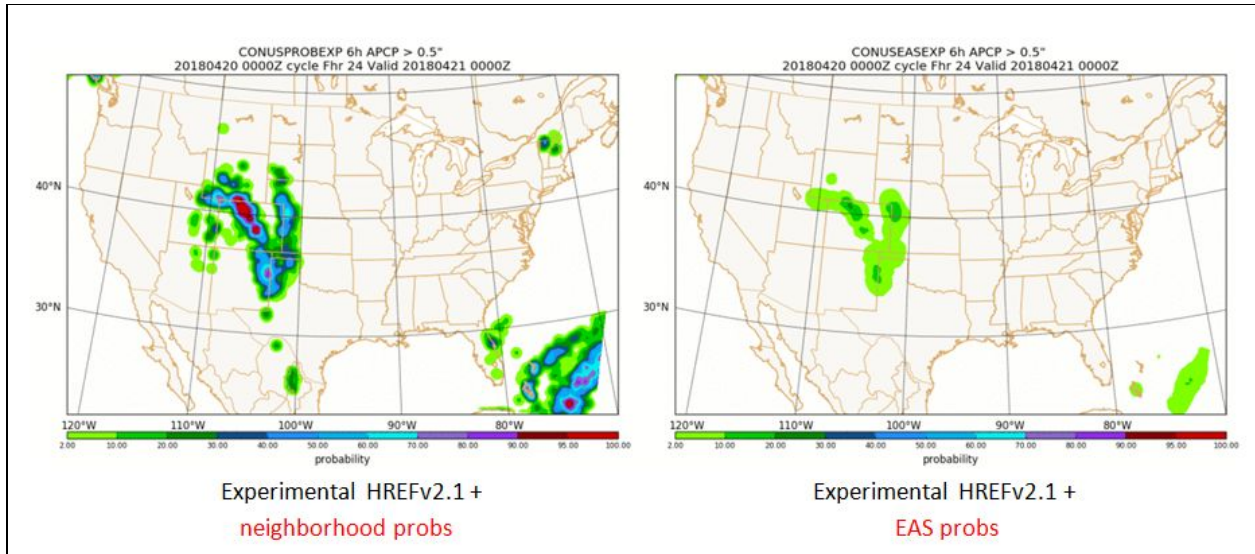 CONUSPROBEXP 6h APCP > 0.5"
20180420 0000Z cycle Fhr 24 Valid 20180421 0000Z
40°N
30°N
120°W 110°W 100°W 90°W 80°W
2.00 10.00 20.00 30.00 40.00 50.00 60.00 70.00 80.00 90.00 95.00 100.00
probability
Experimental HREFv2.1 +
neighborhood probs
CONUSEASEXP 6h APCP > 0.5"
20180420 0000Z cycle Fhr 24 Valid 20180421 0000Z
40°N
30°N
120°W 110°W 100°W 90°W 80°W
2.00 10.00 20.00 30.00 40.00 50.00 60.00 70.00 80.00 90.00 95.00 100.00
probability
Experimental HREFv2.1 +
EAS probs